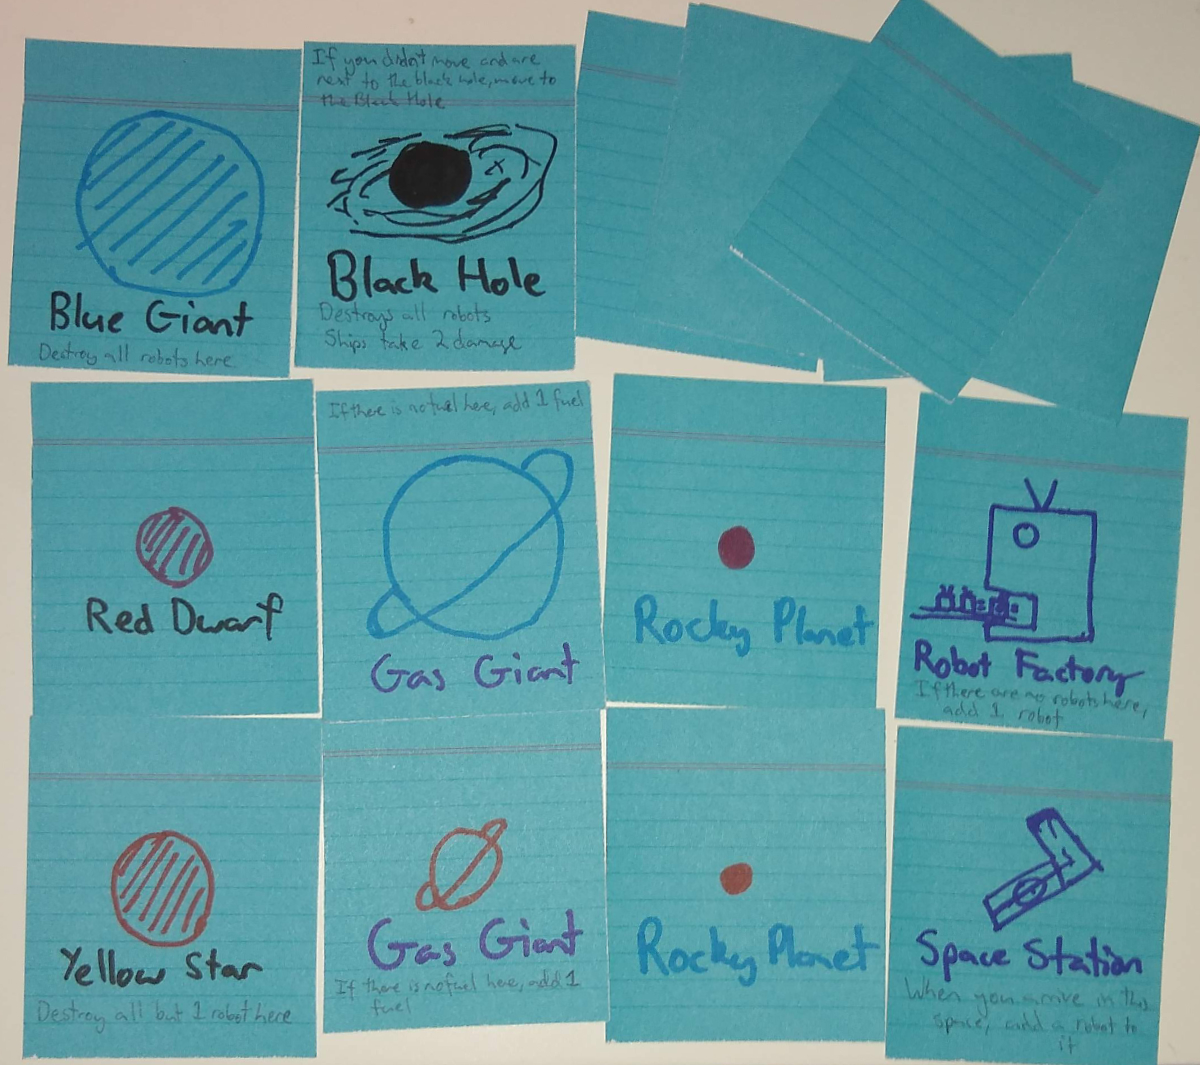 Blue Giant
Destroy all robots here.
If you didn't move and are
next to the black hole, move to
the Black Hole
Black Hole
Destroys all robots
Ships take 2 damage
Red Dwarf
If there is no fuel here, add 1 fuel
Gas Giant
Rocky Planet
Robot Factory
If there are no robots here,
add 1 robot
Yellow Star
Destroy all but 1 robot here
Gas Giant
If there is no fuel here, add 1
fuel
Rocky Planet
Space Station
When you arrive in this
space, add a robot to
it